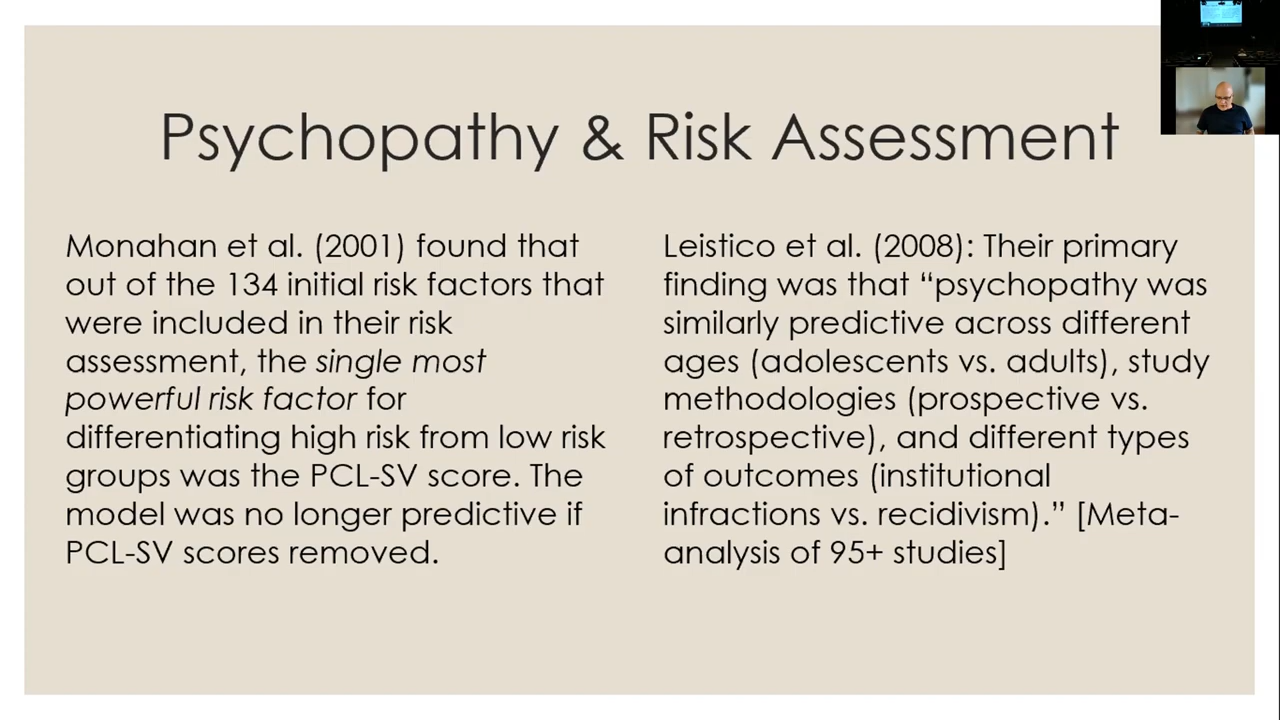 Psychopathy & Risk Assessment
Monahan et al. (2001) found that
out of the 134 initial risk factors that
were included in their risk
assessment, the single most
powerful risk factor for
differentiating high risk from low risk
groups was the PCL-SV score. The
model was no longer predictive if
PCL-SV scores removed.
Leistico et al. (2008): Their primary
finding was that “psychopathy was
similarly predictive across different
ages (adolescents vs. adults), study
methodologies (prospective vs.
retrospective), and different types
of outcomes (institutional
infractions vs. recidivism).” [Meta-
analysis of 95+ studies]